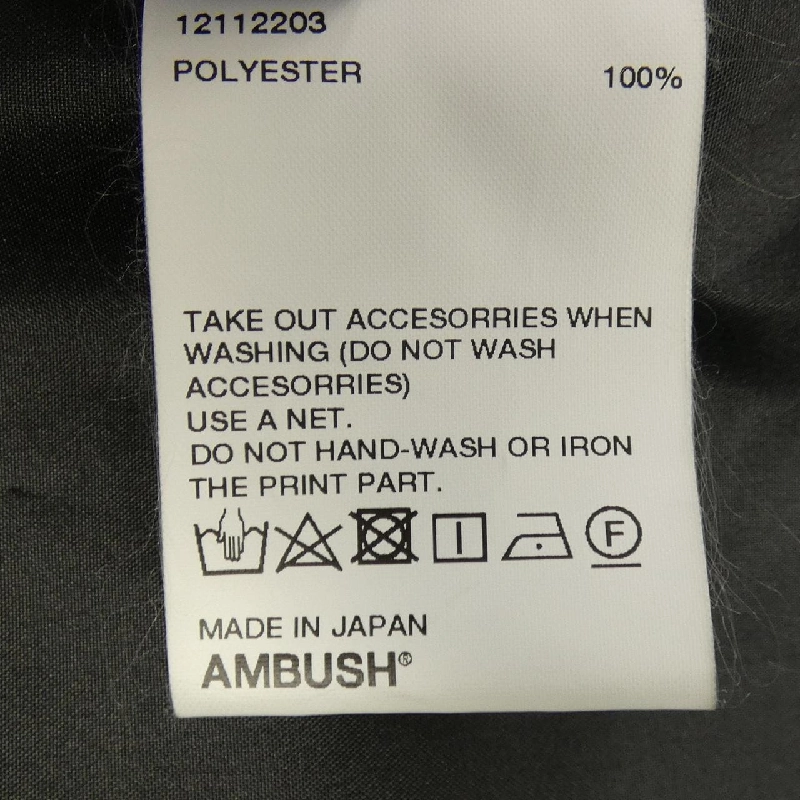 12112203
POLYESTER 100%
TAKE OUT ACCESORRIES WHEN
WASHING (DO NOT WASH
ACCESORRIES)
USE A NET.
DO NOT HAND-WASH OR IRON
THE PRINT PART.
F
MADE IN JAPAN
AMBUSH®